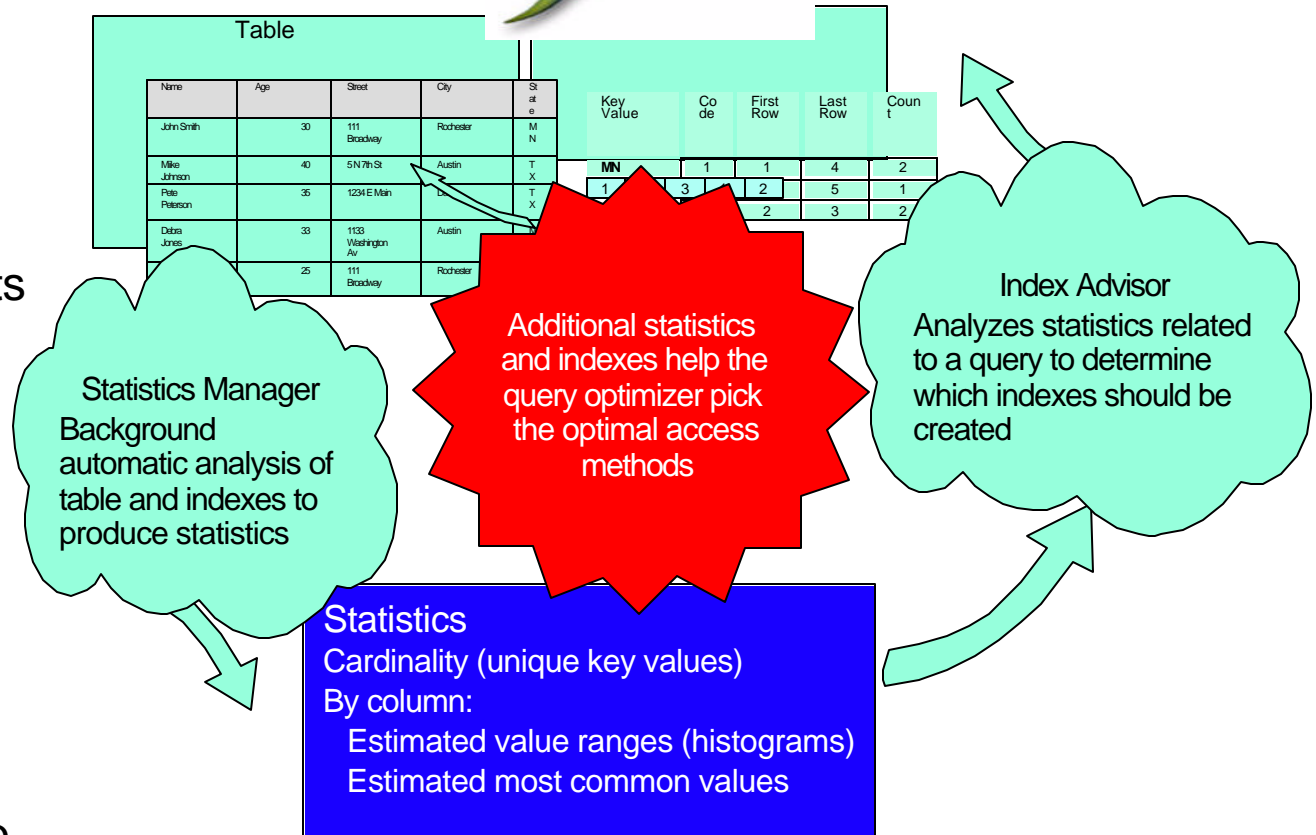 Table
Name Age Street City St
at
e
John Smith 30 111
Broadway Rochester M
N
Mike
Johnson 40 5 N 7th St Austin T
X
Pete
Peterson 35 1234 E Main T
X
Debra
Jones 33 1133
Washington
Av Austin
25 111
Broadway Rochester
Key
Value Co
de First
Row Last
Row Coun
t
MN 1 1 4 2
1 3 2 5 1
2 3 2
ts
Statistics Manager
Background
automatic analysis of
table and indexes to
produce statistics
Additional statistics
and indexes help the
query optimizer pick
the optimal access
methods
Index Advisor
Analyzes statistics related
to a query to determine
which indexes should be
created
Statistics
Cardinality (unique key values)
By column:
Estimated value ranges (histograms)
Estimated most common values